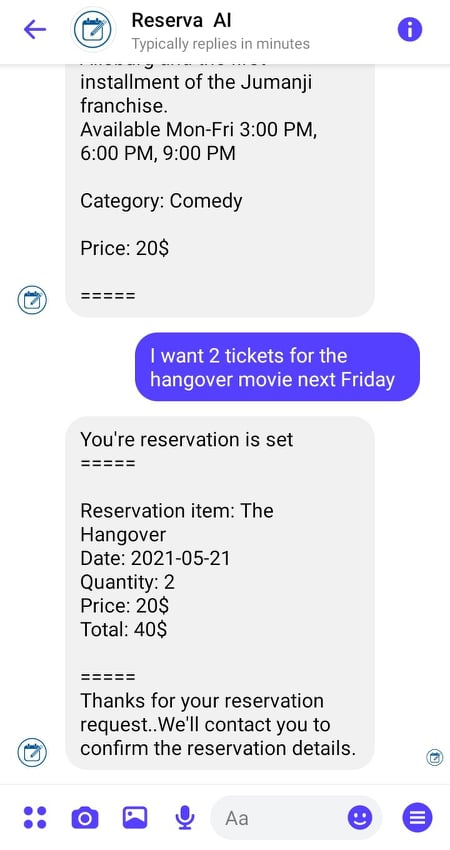 Reserva AI
Typically replies in minutes
installment of the Jumanji
franchise.
Available Mon-Fri 3:00 PM,
6:00 PM, 9:00 PM
Category: Comedy
Price: 20$
=====
I want 2 tickets for the
hangover movie next Friday
You're reservation is set
=====
Reservation item: The
Hangover
Date: 2021-05-21
Quantity: 2
Price: 20$
Total: 40$
=====
Thanks for your reservation
request..We'll contact you to
confirm the reservation details.
Aa